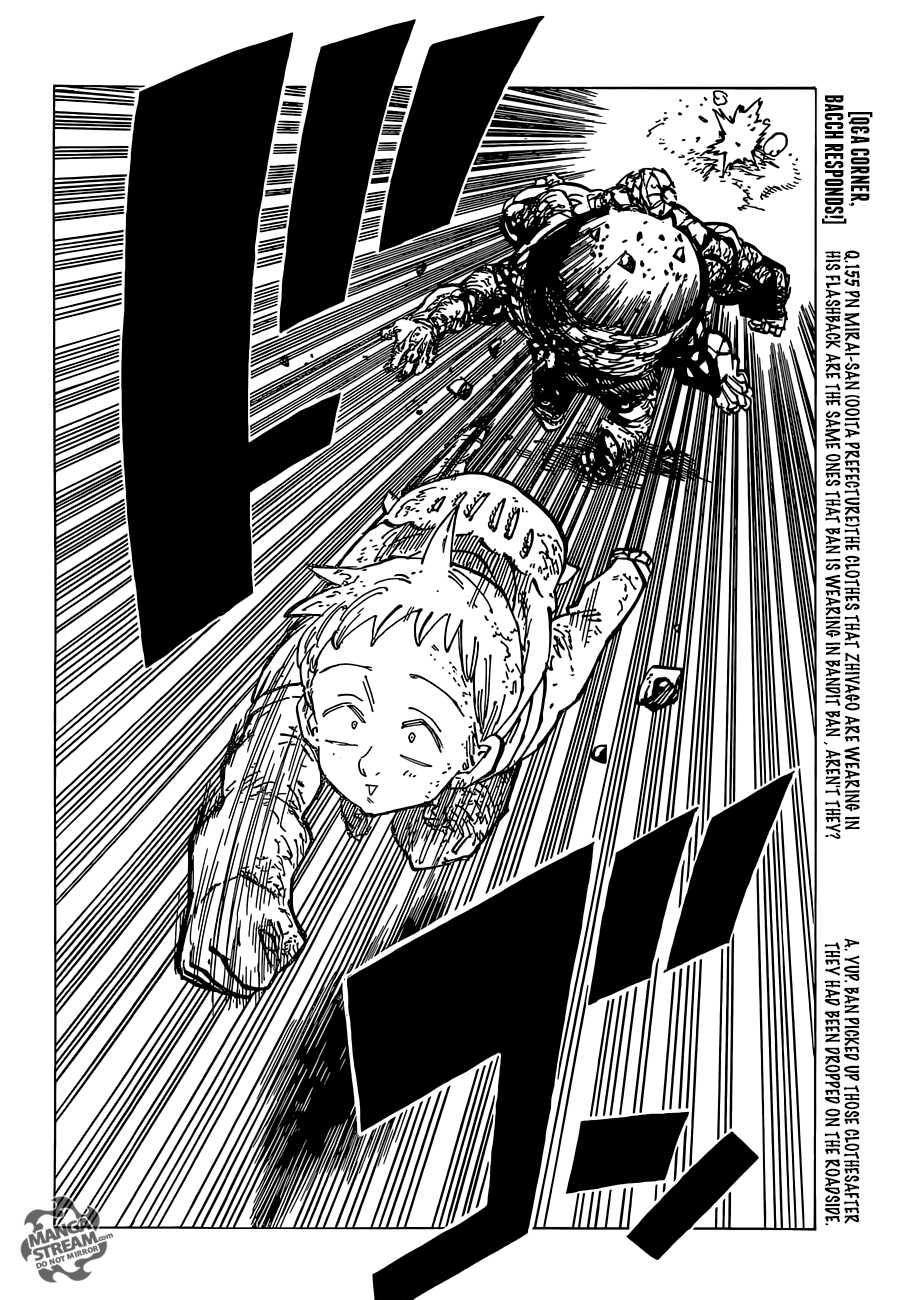 [Q&A CORNER,
BACCH RESPONDS!]
Q.155 PN MIKAI-SAN (OOITA PREFECTURE)THE CLOTHES THAT ZHIVAGO ARE WEARING IN
HIS FLASHBACK ARE THE SAME ONES THAT BAN IS WEARING IN BANDIT BAN , AREN'T THEY?
A. YUP. BAN PICKED UP THOSE CLOTHESAFTER
THEY HAD BEEN DROPPED ON THE ROADSIDE.
ド
ゴ
MANGA
STREAM.com
DO NOT MIRROR